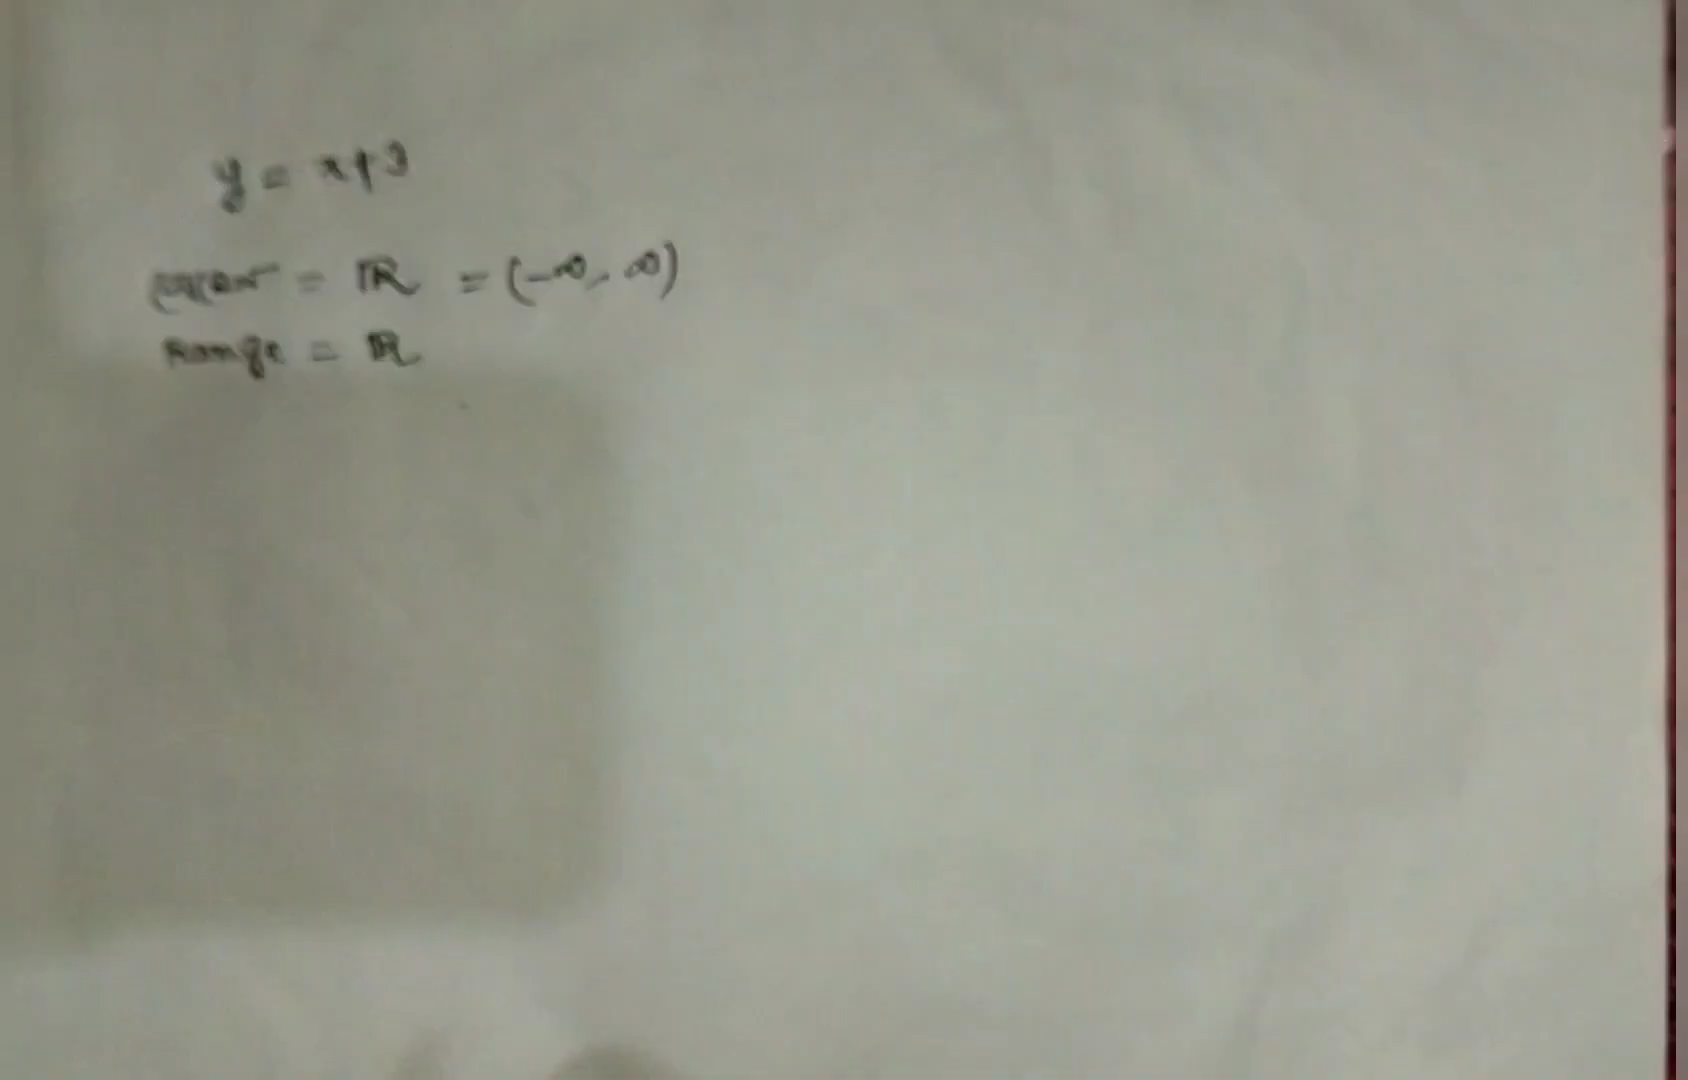 y = x+3
= ℝ = (-∞, ∞)
Range = ℝ